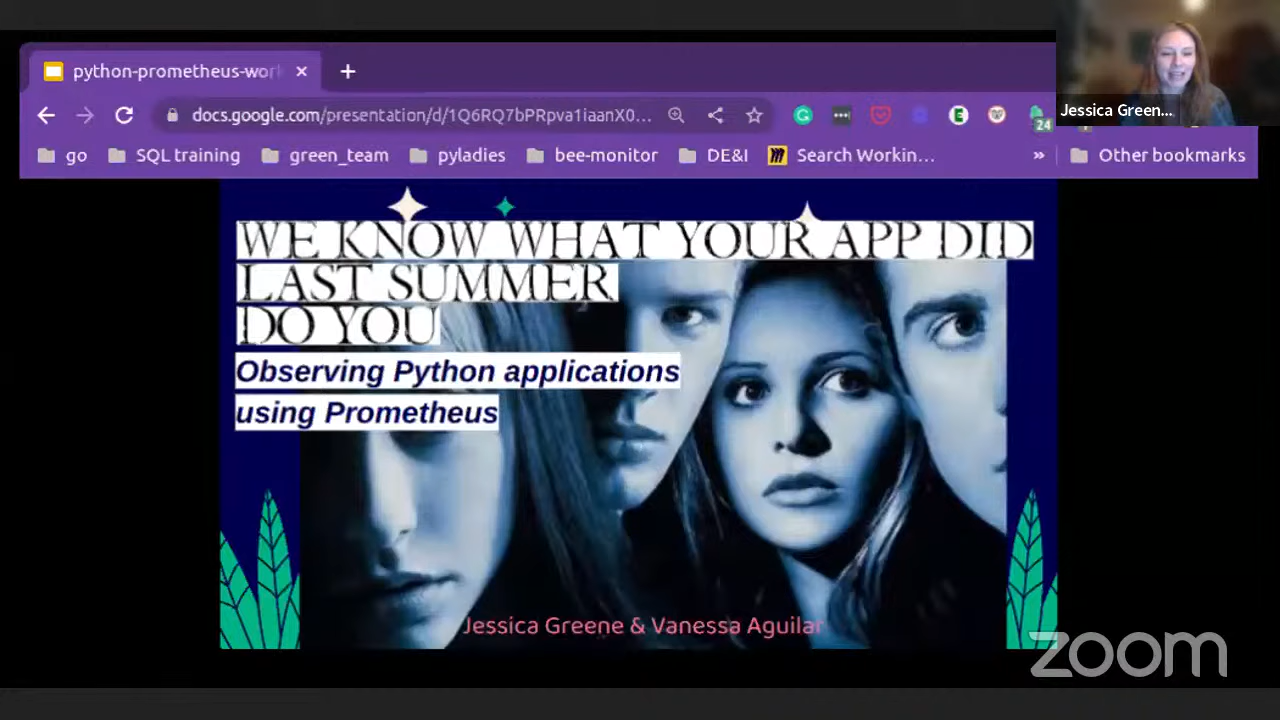 python-prometheus-wor
Jessica Green...
docs.google.com/presentation/d/1Q6RQ7bPRpva1iaanX0...
24
go
SQL training
green_team
pyladies
bee-monitor
DE&I
Search Workin...
»
Other bookmarks
WE KNOW WHAT YOUR APP DID
LAST SUMMER
DO YOU
Observing Python applications
using Prometheus
Jessica Greene & Vanessa Aguilar
zoom